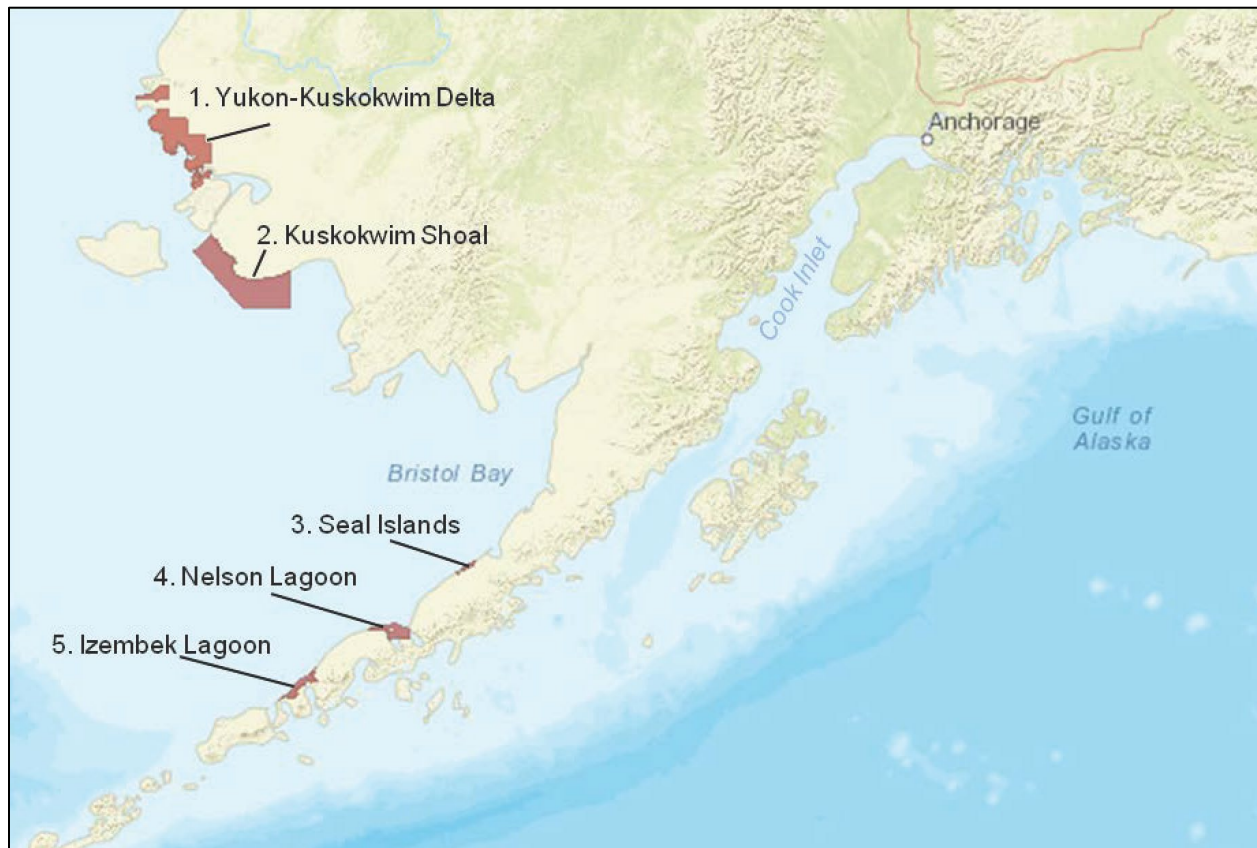 1. Yukon-Kuskokwim Delta
Anchorage
2. Kuskokwim Shoal
Cook Inlet
Gulf of
Alaska
Bristol Bay
3. Seal Islands
4. Nelson Lagoon
5. Izembek Lagoon